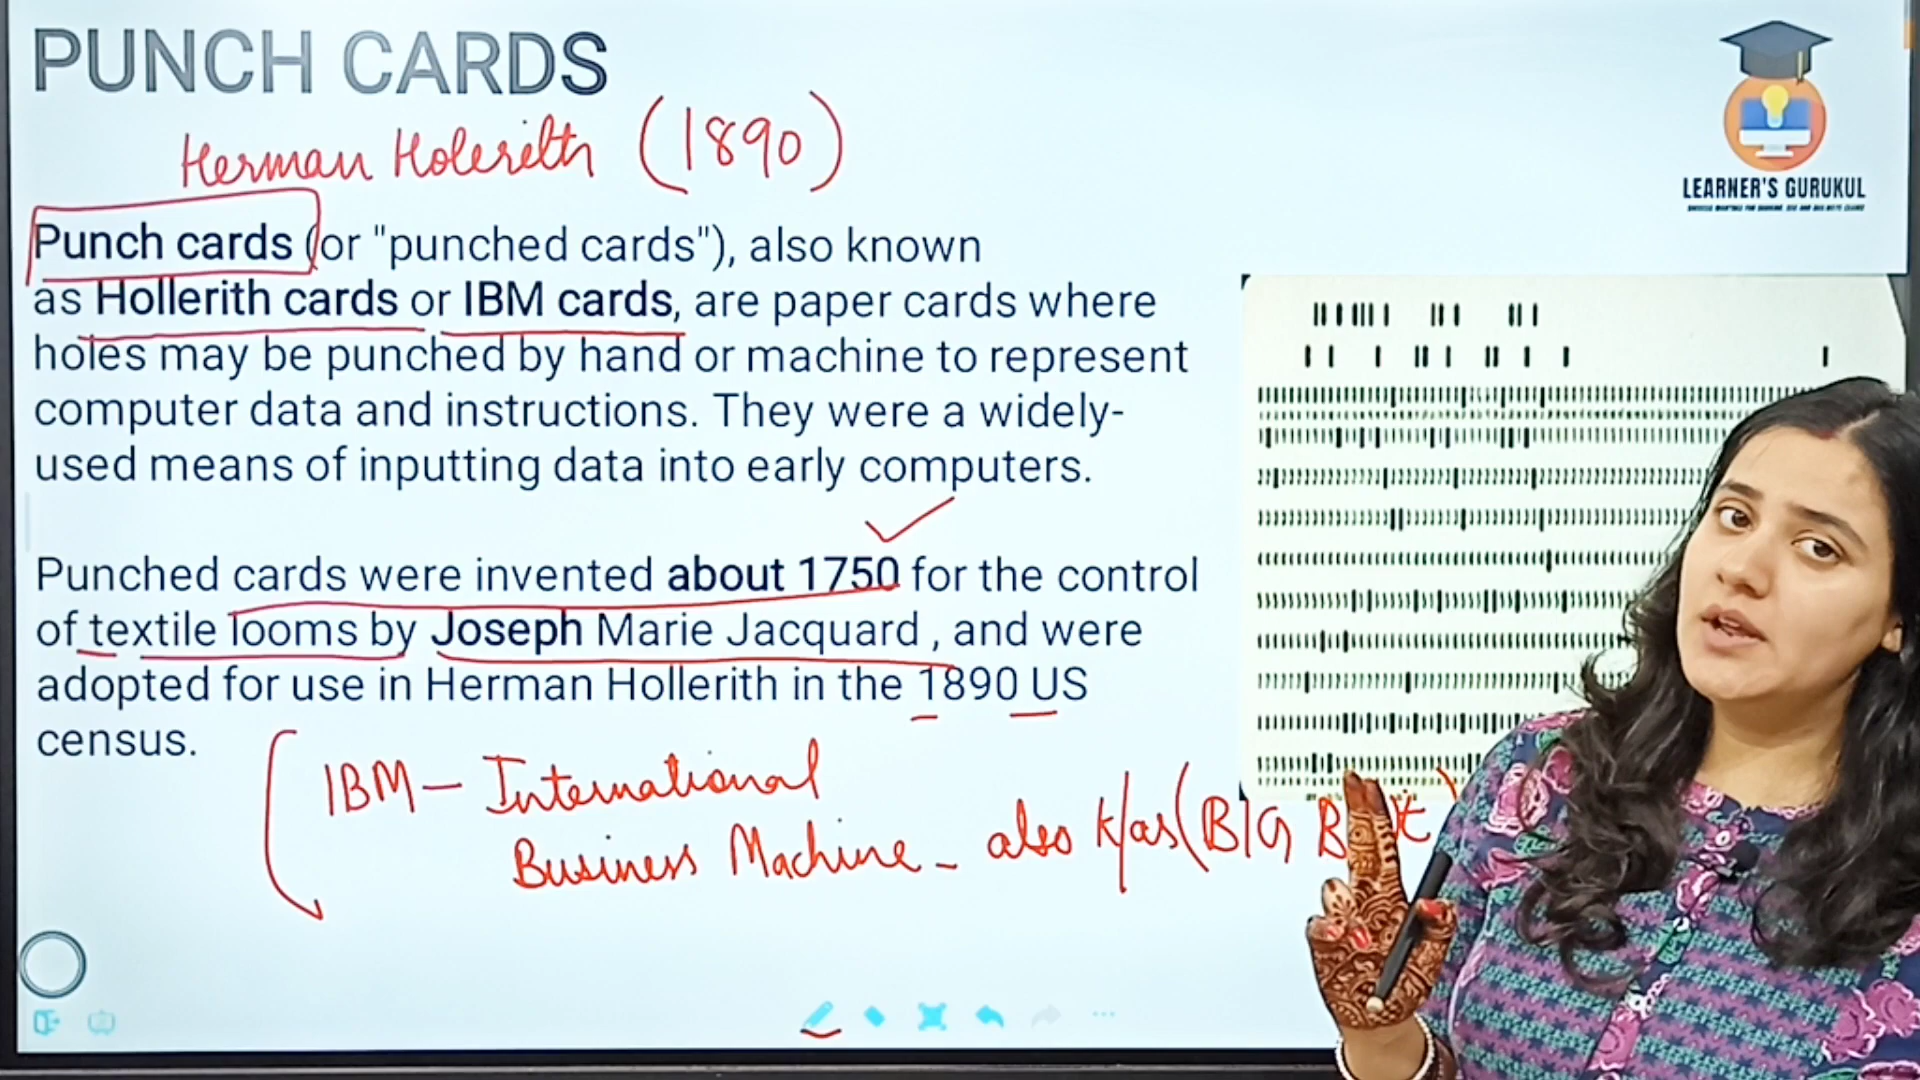 PUNCH CARDS
Herman Holerith (1890)
LEARNER'S GURUKUL
Punch cards (or "punched cards"), also known
as Hollerith cards or IBM cards, are paper cards where
holes may be punched by hand or machine to represent
computer data and instructions. They were a widely-
used means of inputting data into early computers.
Punched cards were invented about 1750 for the control
of textile looms by Joseph Marie Jacquard , and were
adopted for use in Herman Hollerith in the 1890 US
census.
IBM - International
Business Machine - also k/as (BIG